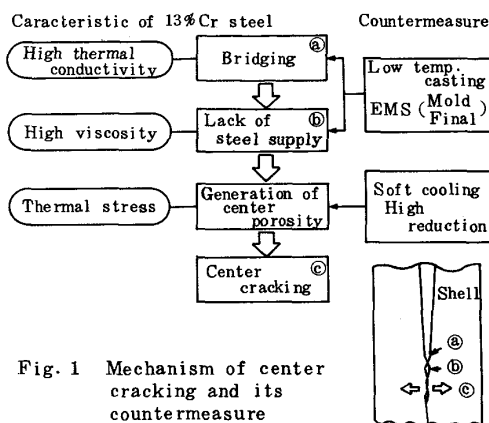 Caracteristic of 13%Cr steel
Countermeasure
High thermal
conductivity
Bridging
ⓐ
Low temp.
casting
EMS (Mold
Final)
High viscosity
Lack of
steel supply
ⓑ
Thermal stress
Generation of
center
porosity
Soft cooling
High
reduction
Center
cracking
ⓒ
Shell
ⓐ
ⓑ
ⓒ
Fig. 1 Mechanism of center
cracking and its
countermeasure